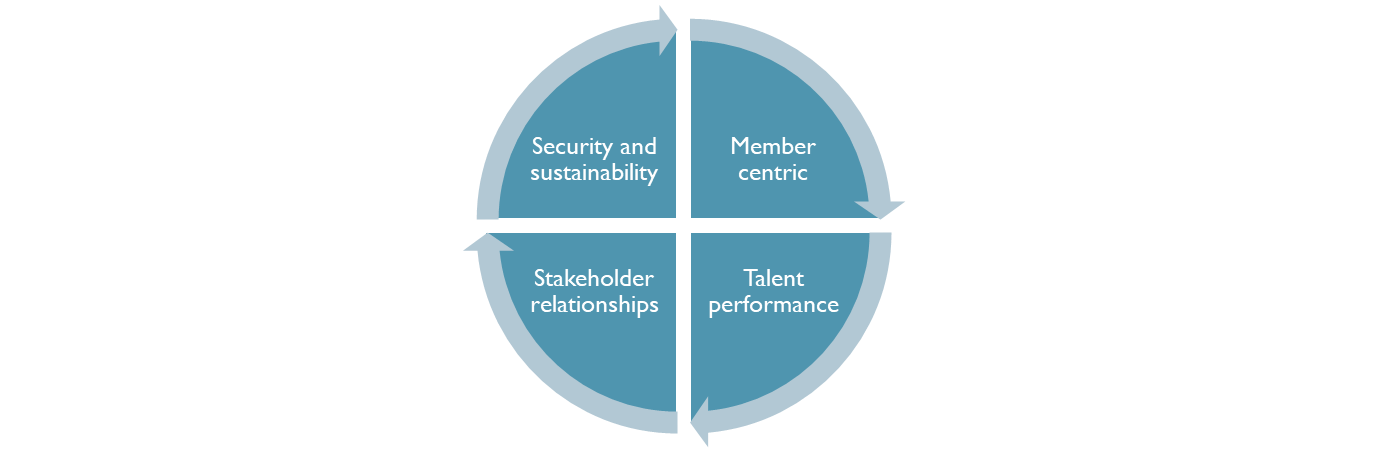 Security and
sustainability
Member
centric
Stakeholder
relationships
Talent
performance